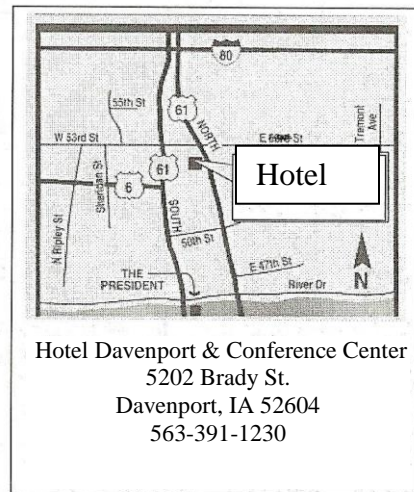 80
55th St
61
NORTH
W 53rd St
E 53rd St
Tremont Ave
61
Hotel
6
Sheridan St
N Ripley St
SOUTH
50th St
E 47th St
THE PRESIDENT
River Dr
N
Hotel Davenport & Conference Center
5202 Brady St.
Davenport, IA 52604
563-391-1230